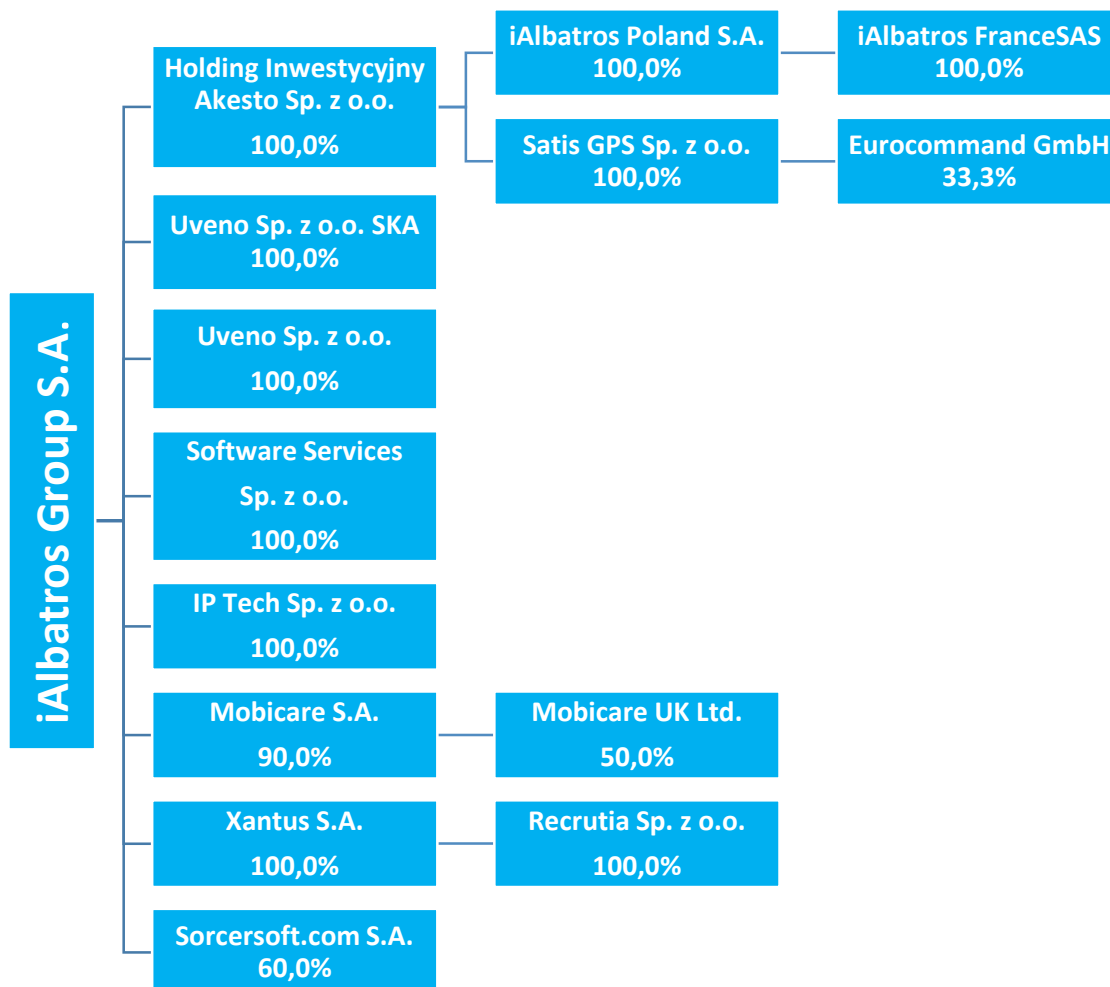 iAlbatros Group S.A.
Holding Inwestycyjny
Akesto Sp. z o.o.
100,0%
iAlbatros Poland S.A.
100,0%
iAlbatros FranceSAS
100,0%
Satis GPS Sp. z o.o.
100,0%
Eurocommand GmbH
33,3%
Uveno Sp. z o.o. SKA
100,0%
Uveno Sp. z o.o.
100,0%
Software Services
Sp. z o.o.
100,0%
IP Tech Sp. z o.o.
100,0%
Mobicare S.A.
90,0%
Mobicare UK Ltd.
50,0%
Xantus S.A.
100,0%
Recrutia Sp. z o.o.
100,0%
Sorcersoft.com S.A.
60,0%